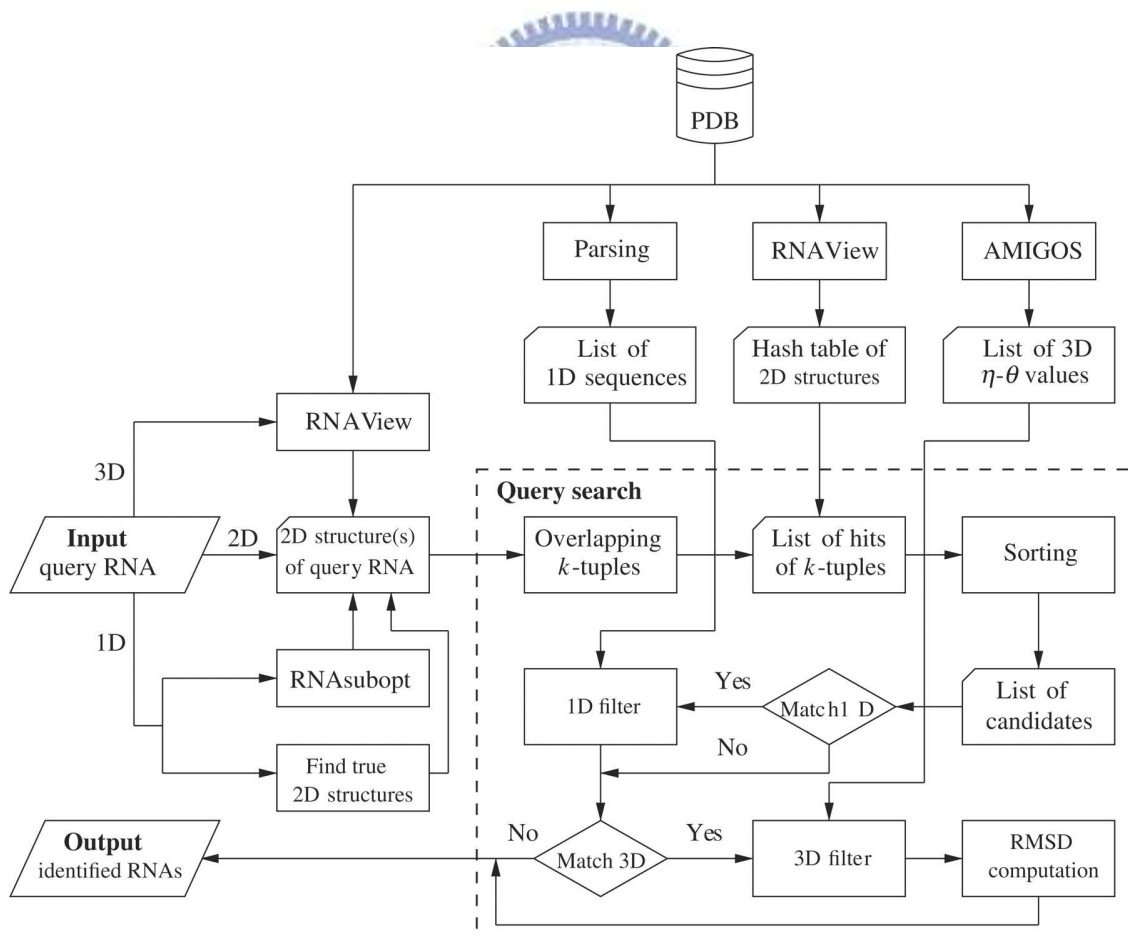 PDB
Parsing
RNAView
AMIGOS
List of
1D sequences
Hash table of
2D structures
List of 3D
η-θ values
RNAView
3D
Query search
Input
query RNA
2D
2D structure(s)
of query RNA
Overlapping
k-tuples
List of hits
of k-tuples
Sorting
1D
RNAsubopt
1D filter
Yes
Match1 D
No
List of
candidates
Find true
2D structures
Output
identified RNAs
No
Match 3D
Yes
3D filter
RMSD
computation